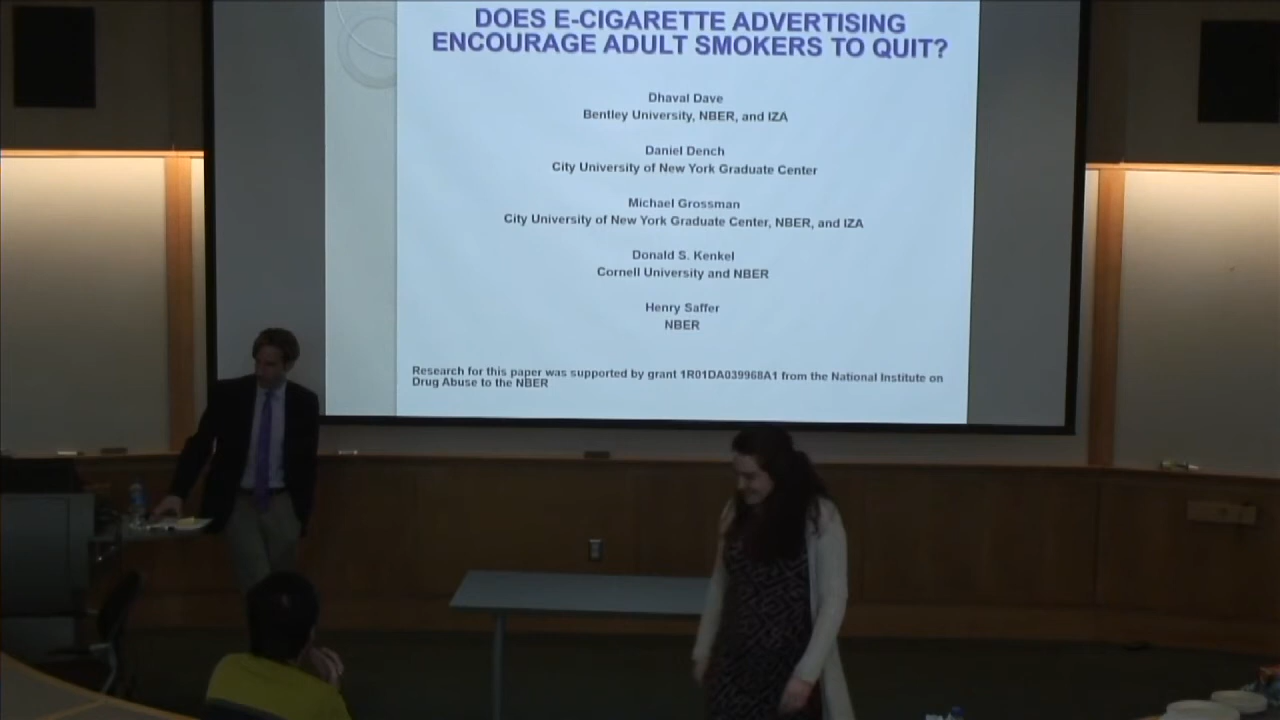 DOES E-CIGARETTE ADVERTISING
ENCOURAGE ADULT SMOKERS TO QUIT?
Dhaval Dave
Bentley University, NBER, and IZA
Daniel Dench
City University of New York Graduate Center
Michael Grossman
City University of New York Graduate Center, NBER, and IZA
Donald S. Kenkel
Cornell University and NBER
Henry Saffer
NBER
Research for this paper was supported by grant 1R01DA039968A1 from the National Institute on
Drug Abuse to the NBER